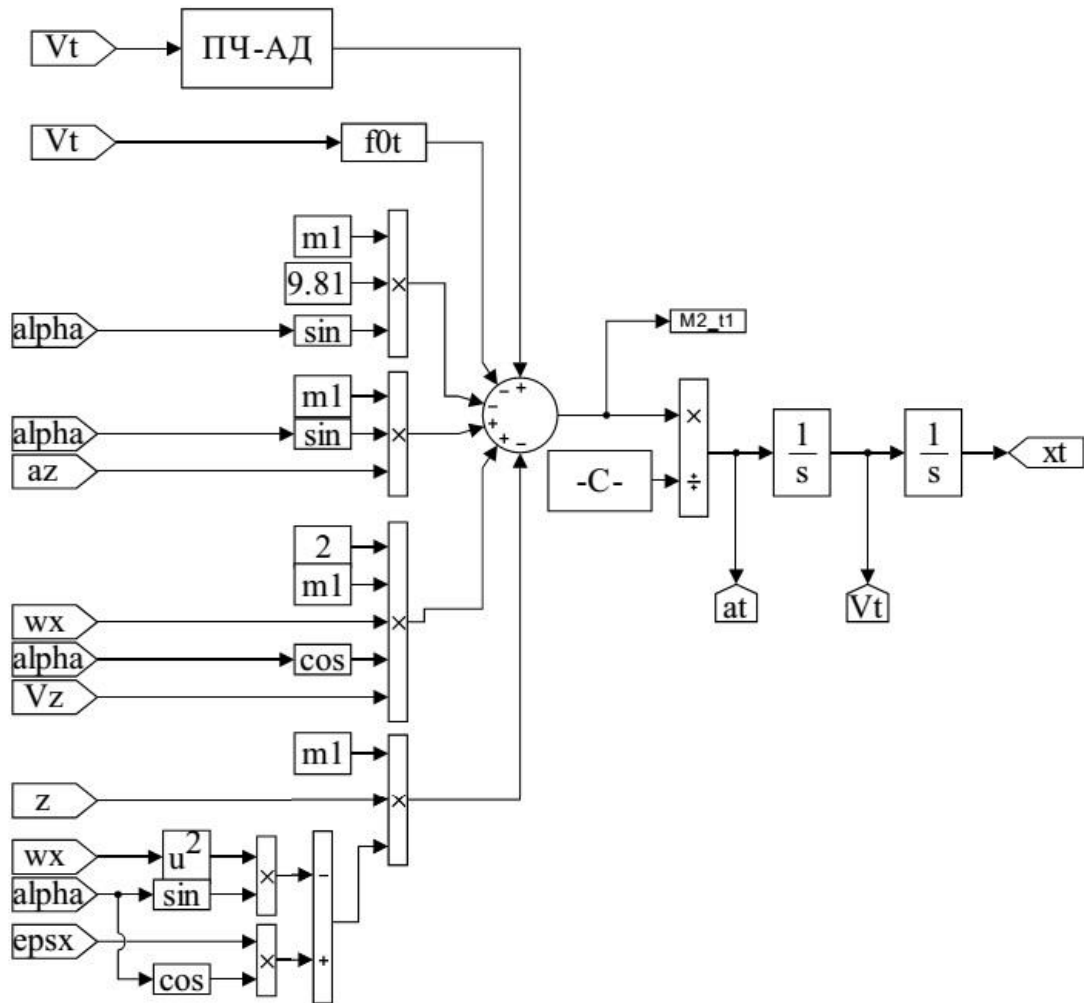 Vt
ПЧ-АД
Vt
f0t
m1
9.81
×
alpha
sin
M2_t1
m1
alpha
sin
×
az
− +
−
+
+ −
×
-C-
÷
1
s
1
s
xt
2
m1
at
Vt
wx
×
alpha
cos
Vz
m1
z
×
wx
u²
×
−
alpha
sin
epsx
×
+
cos